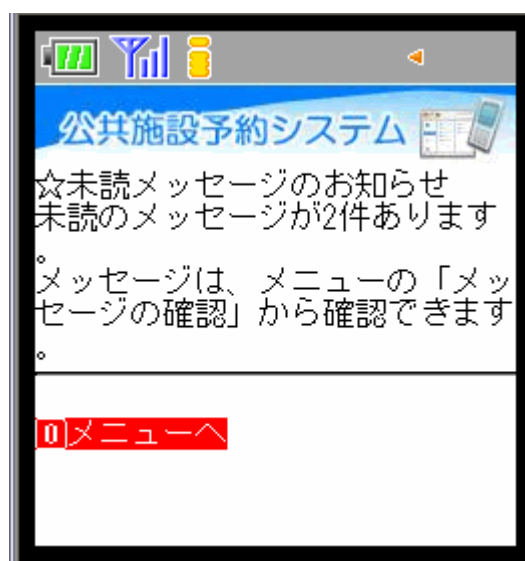 公共施設予約システム
☆未読メッセージのお知らせ
未読のメッセージが2件あります
。
メッセージは、メニューの「メッ
セージの確認」から確認できます
。
0メニューへ